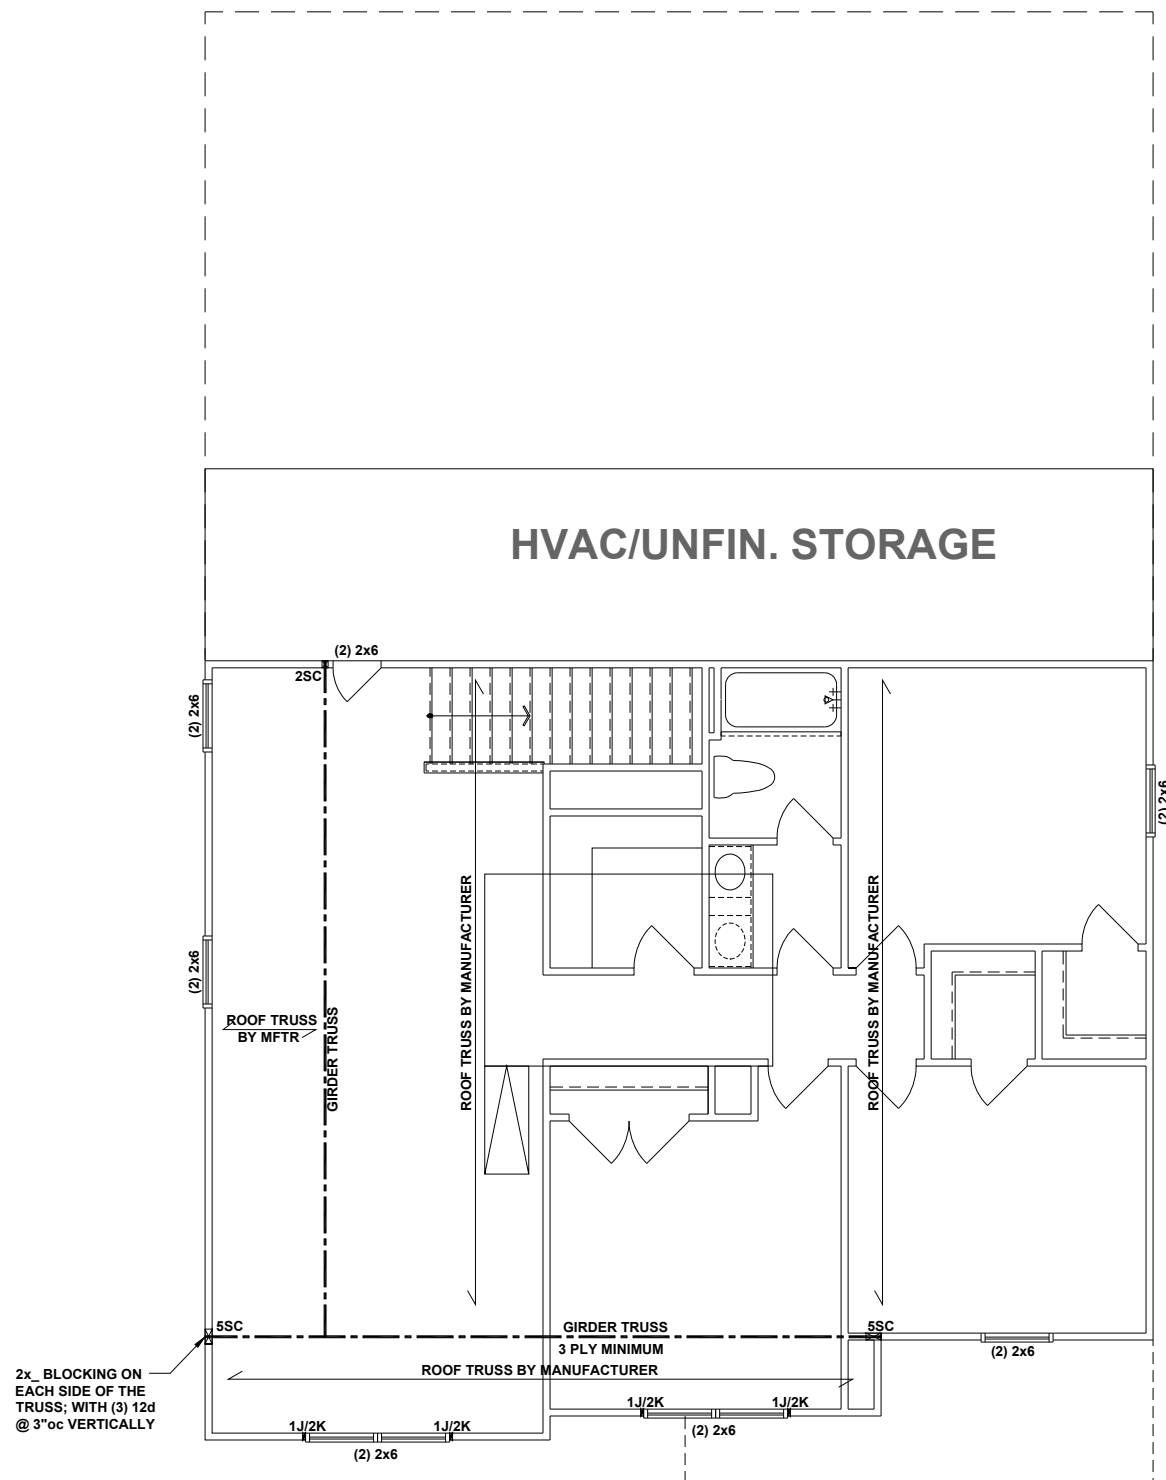 HVAC/UNFIN. STORAGE
(2) 2x6
2SC
(2) 2x6
(2) 2x6
ROOF TRUSS BY MANUFACTURER
ROOF TRUSS BY MANUFACTURER
(2) 2x6
ROOF TRUSS
BY MFTR
GIRDER TRUSS
5SC
GIRDER TRUSS
3 PLY MINIMUM
5SC
(2) 2x6
ROOF TRUSS BY MANUFACTURER
2x_ BLOCKING ON
EACH SIDE OF THE
TRUSS; WITH (3) 12d
@ 3"oc VERTICALLY
1J/2K
1J/2K
(2) 2x6
1J/2K
1J/2K
(2) 2x6